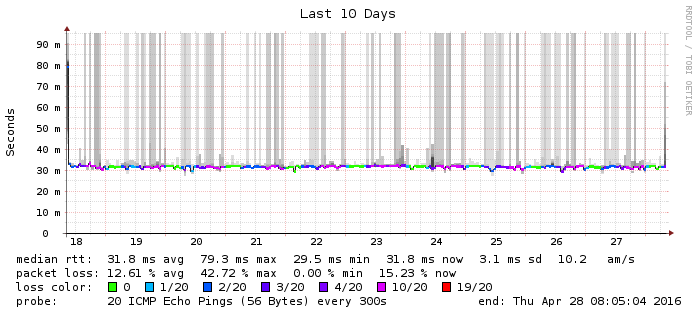 Last 10 Days
RRDTOOL / TOBI OETIKER
Seconds
90 m
80 m
70 m
60 m
50 m
40 m
30 m
20 m
10 m
0
18 19 20 21 22 23 24 25 26 27
median rtt: 31.8 ms avg 79.3 ms max 29.5 ms min 31.8 ms now 3.1 ms sd 10.2 am/s
packet loss: 12.61 % avg 42.72 % max 0.00 % min 15.23 % now
loss color: 0 1/20 2/20 3/20 4/20 10/20 19/20
probe: 20 ICMP Echo Pings (56 Bytes) every 300s end: Thu Apr 28 08:05:04 2016